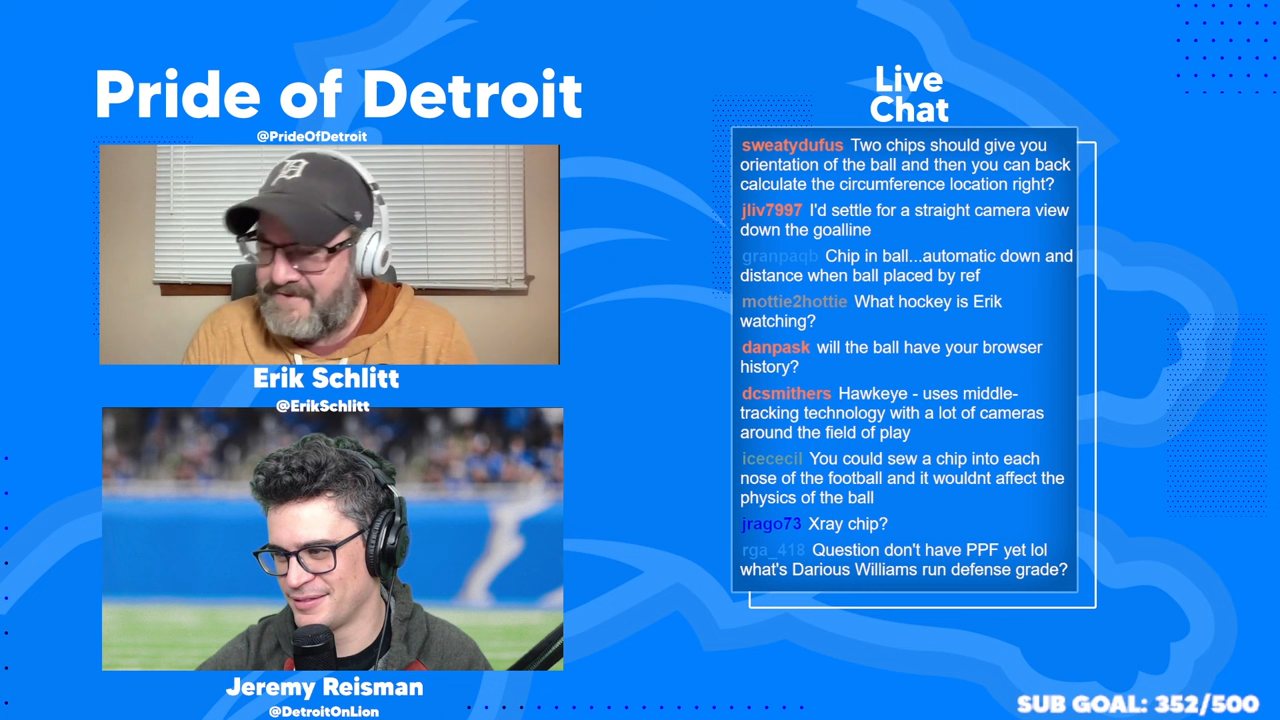 Pride of Detroit
@PrideOfDetroit
D
Erik Schlitt
@ErikSchlitt
Jeremy Reisman
@DetroitOnLion
Live
Chat
sweatydufus Two chips should give you
orientation of the ball and then you can back
calculate the circumference location right?
jliv7997 I'd settle for a straight camera view
down the goalline
granpaqb Chip in ball...automatic down and
distance when ball placed by ref
mottie2hottie What hockey is Erik
watching?
danpask will the ball have your browser
history?
dcsmithers Hawkeye - uses middle-
tracking technology with a lot of cameras
around the field of play
icececil You could sew a chip into each
nose of the football and it wouldnt affect the
physics of the ball
jrago73 Xray chip?
rga_418 Question don't have PPF yet lol
what's Darious Williams run defense grade?
SUB GOAL: 352/500